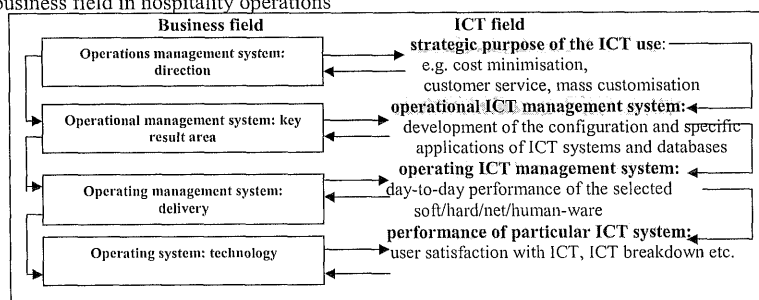 business field in hospitality operations
Business field
ICT field
Operations management system:
direction
strategic purpose of the ICT use:
e.g. cost minimisation,
customer service, mass customisation
Operational management system: key
result area
operational ICT management system:
development of the configuration and specific
applications of ICT systems and databases
Operating management system:
delivery
operating ICT management system:
day-to-day performance of the selected
soft/hard/net/human-ware
Operating system: technology
performance of particular ICT system:
user satisfaction with ICT, ICT breakdown etc.